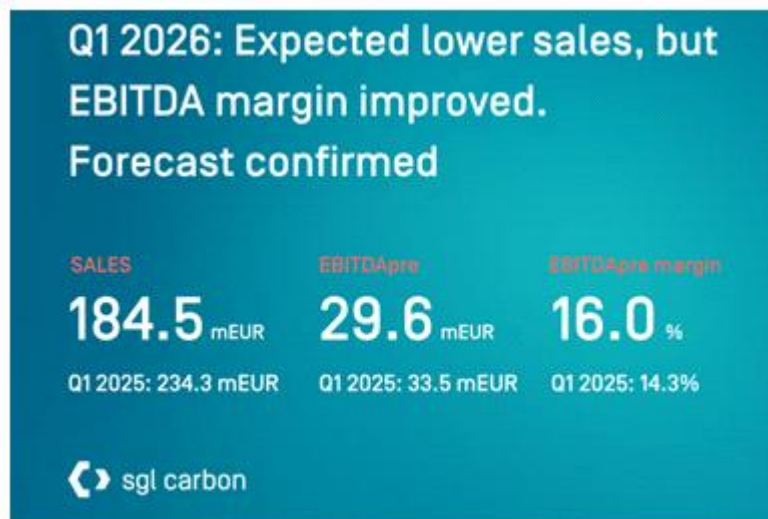 Q1 2026: Expected lower sales, but
EBITDA margin improved.
Forecast confirmed
SALES
184.5 mEUR
Q1 2025: 234.3 mEUR
EBITDApre
29.6 mEUR
Q1 2025: 33.5 mEUR
EBITDApre margin
16.0 %
Q1 2025: 14.3%
sgl carbon